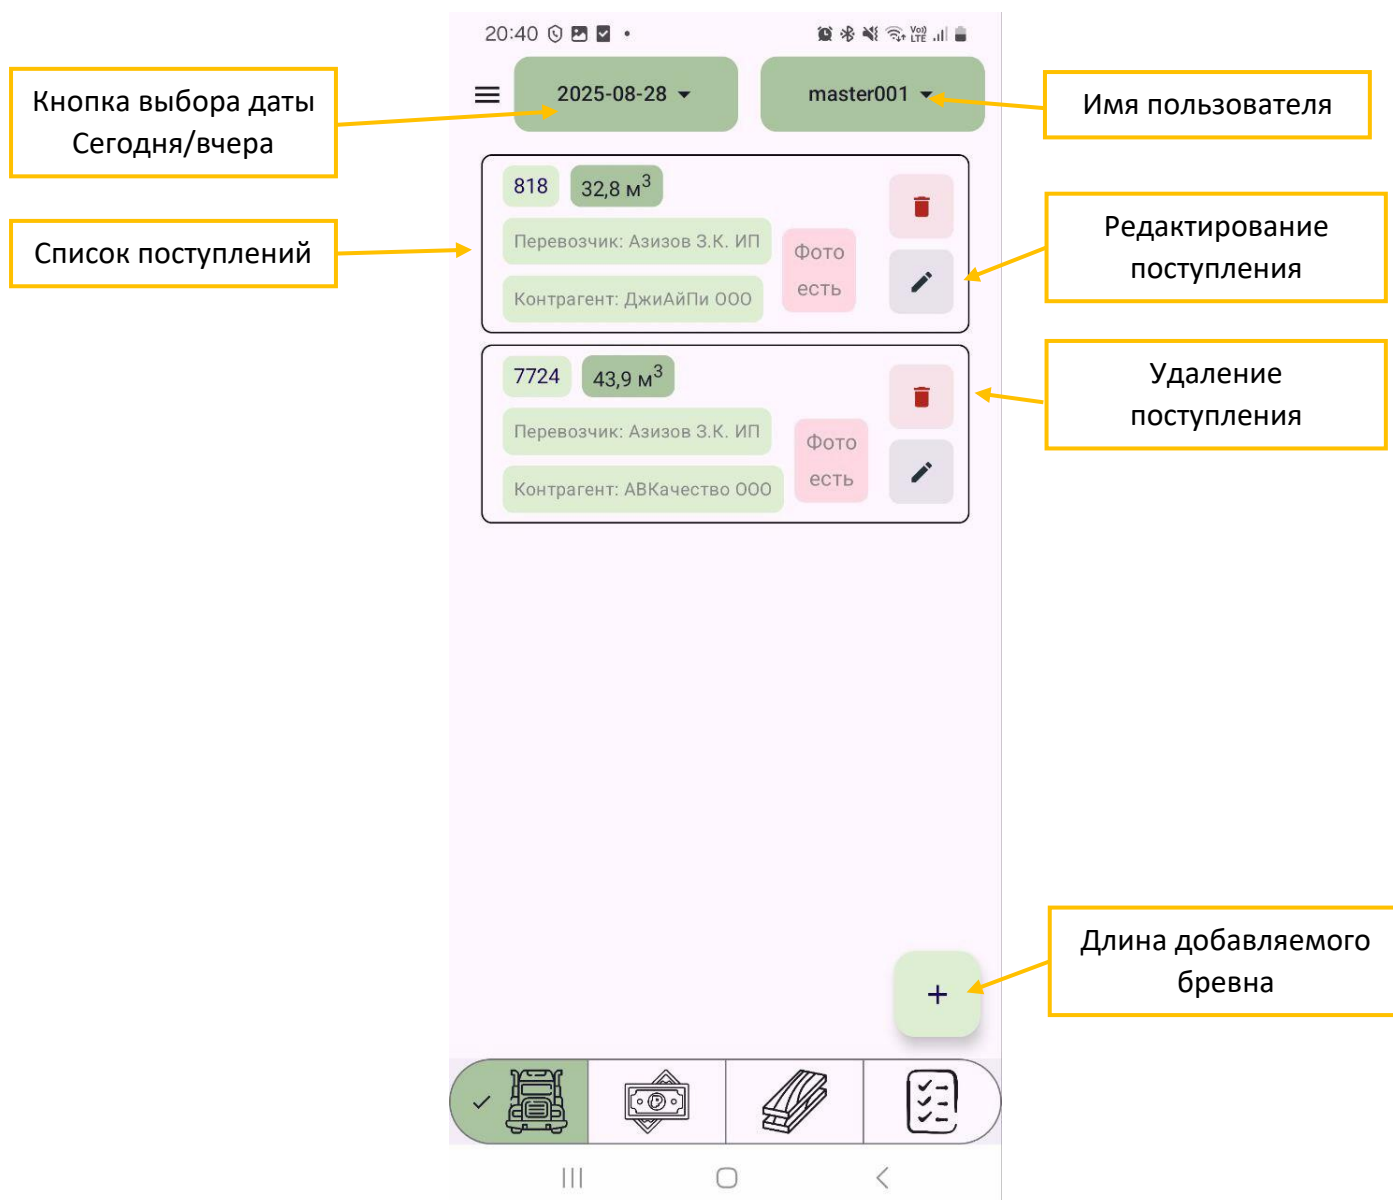 20:40
Vo))
LTE
Кнопка выбора даты
Сегодня/вчера
2025-08-28
master001
Имя пользователя
Список поступлений
818
32,8 м³
Перевозчик: Азизов З.К. ИП
Контрагент: ДжиАйПи ООО
Фото
есть
Редактирование
поступления
7724
43,9 м³
Перевозчик: Азизов З.К. ИП
Контрагент: АВКачество ООО
Фото
есть
Удаление
поступления
+
Длина добавляемого
бревна